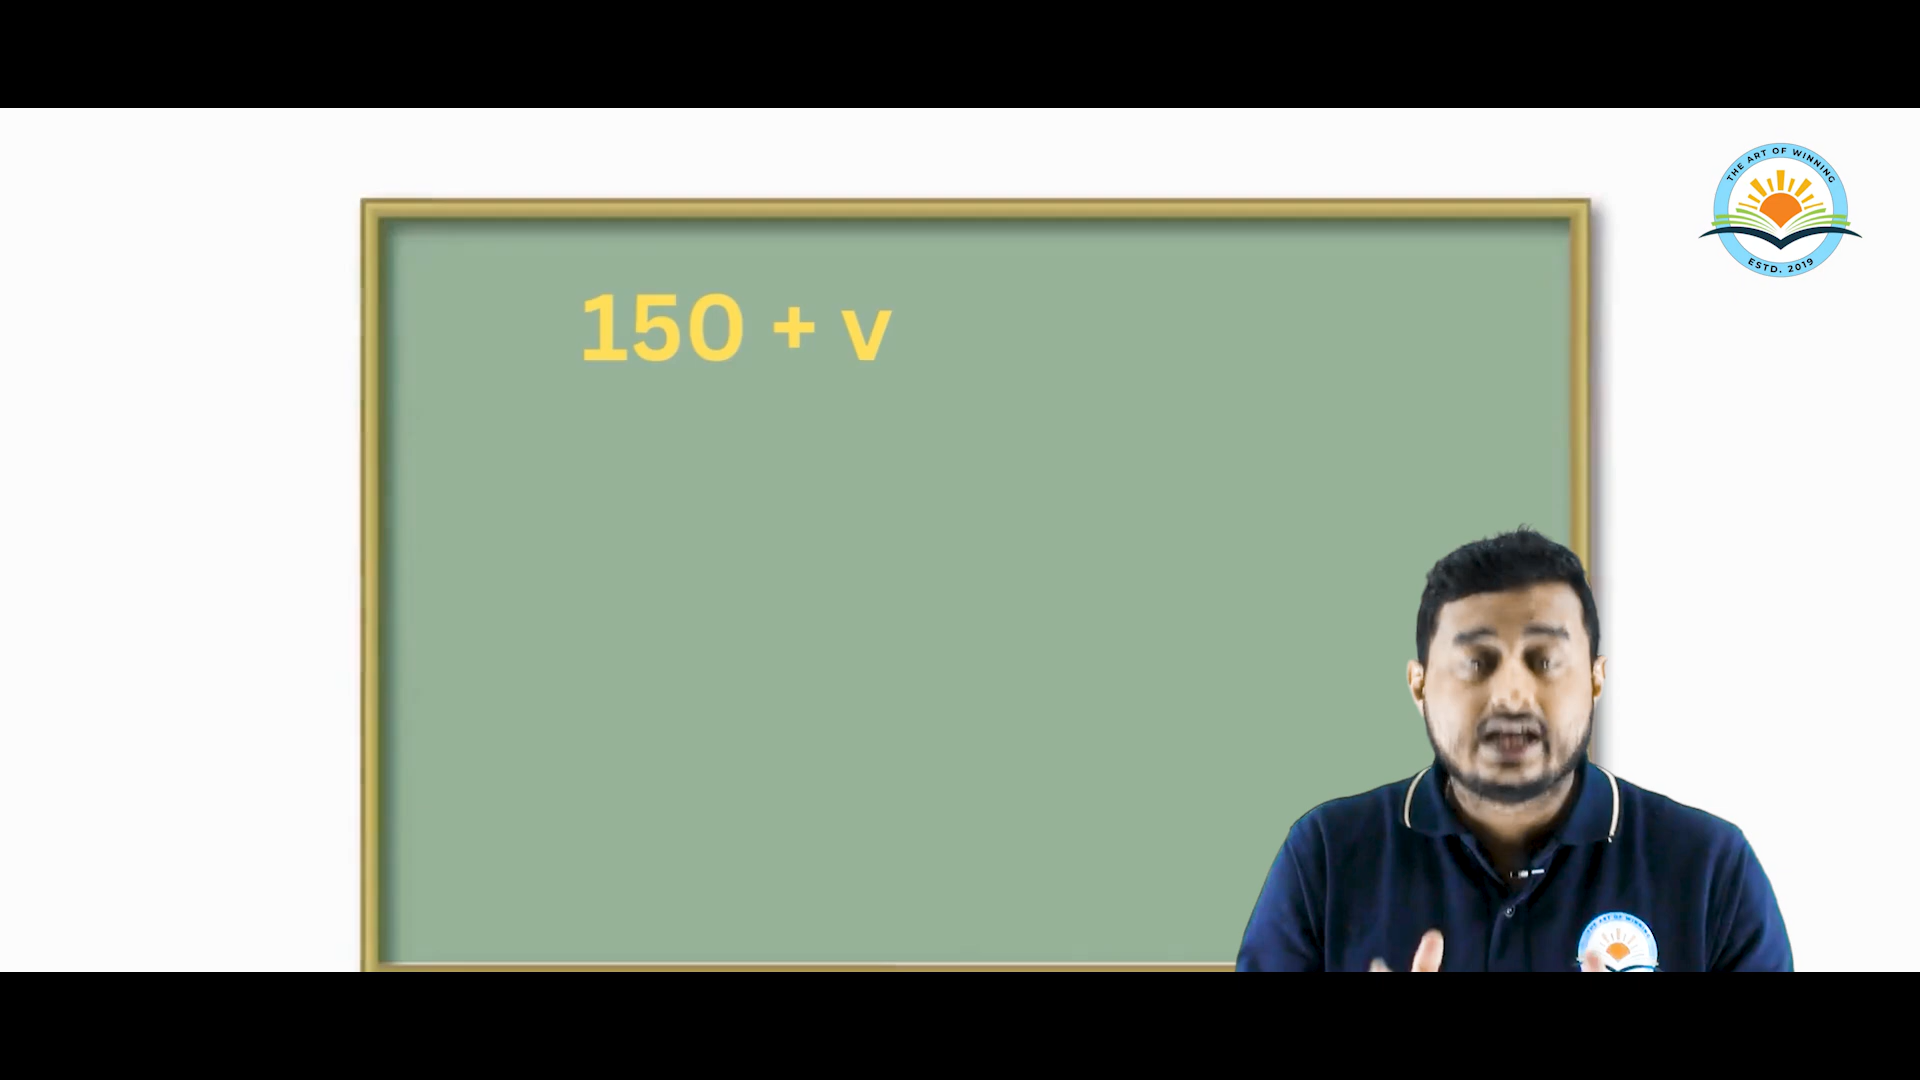 150 + v
THE ART OF WINNING
ESTD. 2019